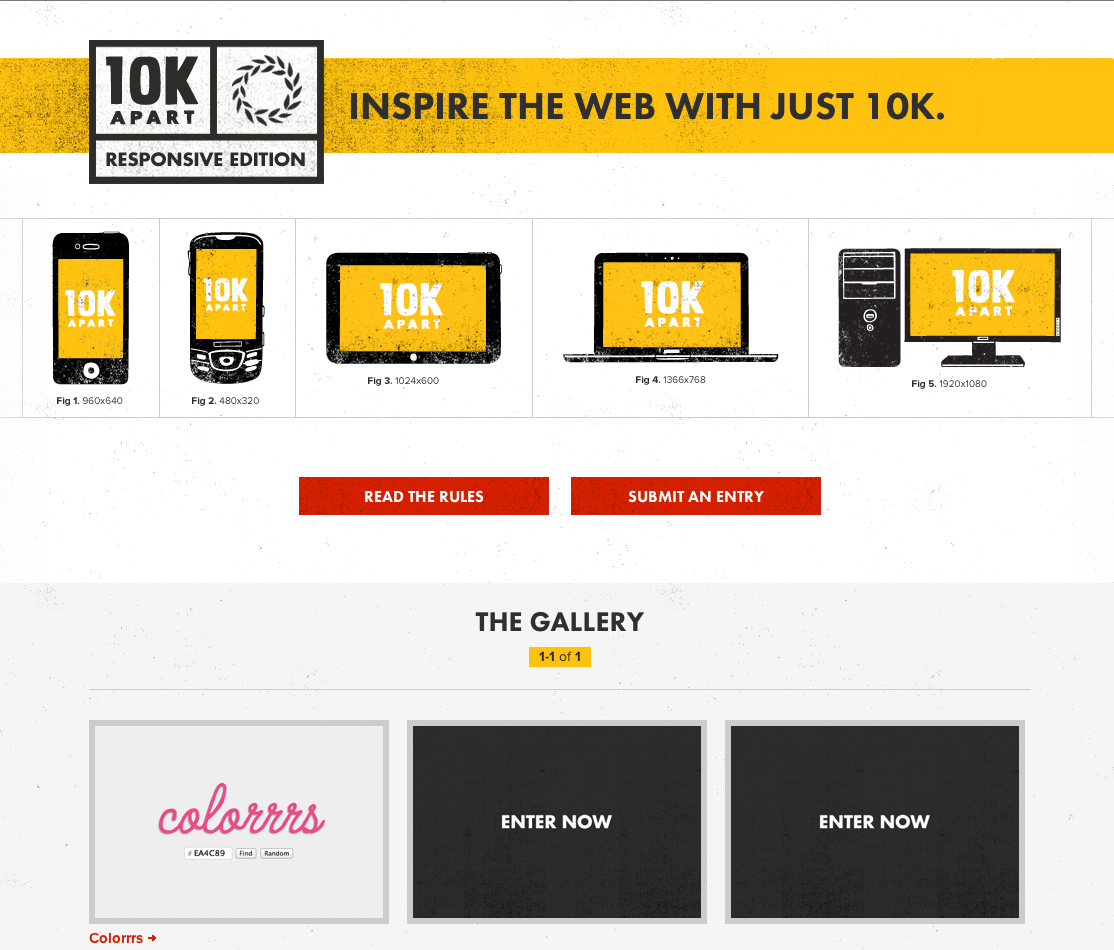 10K
APART
RESPONSIVE EDITION
INSPIRE THE WEB WITH JUST 10K.
10K
APART
Fig 1. 960x640
10K
APART
Fig 2. 480x320
10K
APART
Fig 3. 1024x600
10K
APART
Fig 4. 1366x768
10K
APART
Fig 5. 1920x1080
READ THE RULES
SUBMIT AN ENTRY
THE GALLERY
1-1 of 1
colorrrs
# EA4C89 Find Random
Colorrrs ➔
ENTER NOW
ENTER NOW